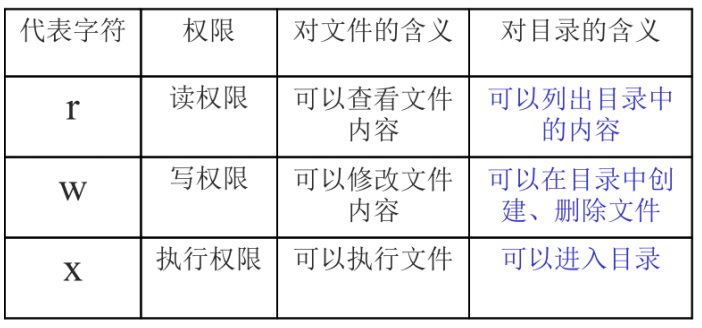 代表字符 权限 对文件的含义 对目录的含义
r 读权限 可以查看文件 可以列出目录中
内容 的内容
w 写权限 可以修改文件 可以在目录中创
内容 建、删除文件
x 执行权限 可以执行文件 可以进入目录